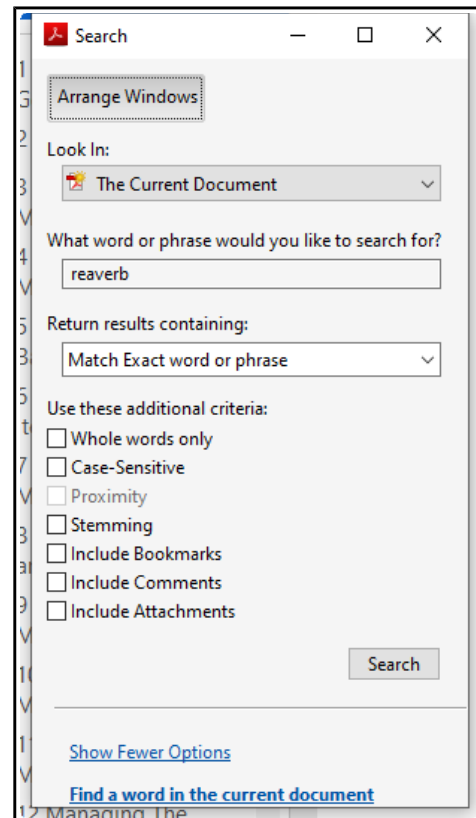 Search
Arrange Windows
Look In:
The Current Document
What word or phrase would you like to search for?
reaverb
Return results containing:
Match Exact word or phrase
Use these additional criteria:
Whole words only
Case-Sensitive
Proximity
Stemming
Include Bookmarks
Include Comments
Include Attachments
Search
Show Fewer Options
Find a word in the current document
12 Managing The